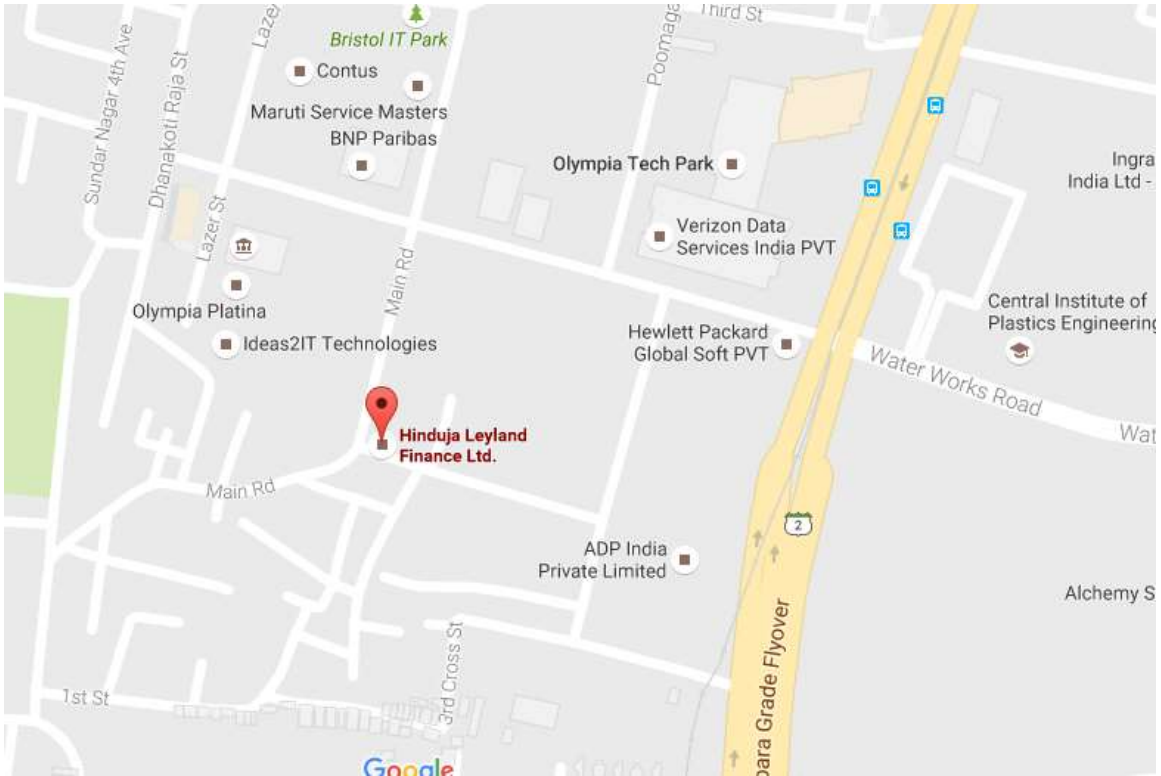 Third St
Lazer
Bristol IT Park
Sundar Nagar 4th Ave
Dhanakoti Raja St
Contus
Maruti Service Masters
BNP Paribas
Olympia Tech Park
India Ltd -
Lazer St
Verizon Data
Services India PVT
Main Rd
Olympia Platina
Ideas2IT Technologies
Hewlett Packard
Global Soft PVT
Central Institute of
Plastics Engineering
Water Works Road
Hinduja Leyland
Finance Ltd.
Main Rd
2
ADP India
Private Limited
Alchemy S
Grade Flyover
3rd Cross St
1st St
Google